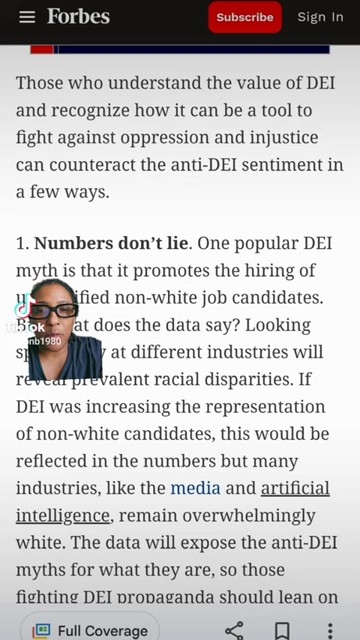 Forbes
Subscribe
Sign In
Those who understand the value of DEI
and recognize how it can be a tool to
fight against oppression and injustice
can counteract the anti-DEI sentiment in
a few ways.
1. Numbers don’t lie. One popular DEI
myth is that it promotes the hiring of
non-white job candidates.
does the data say? Looking
at different industries will
reveal prevalent racial disparities. If
DEI was increasing the representation
of non-white candidates, this would be
reflected in the numbers but many
industries, like the media and artificial
intelligence, remain overwhelmingly
white. The data will expose the anti-DEI
myths for what they are, so those
fighting DEI propaganda should lean on
Full Coverage